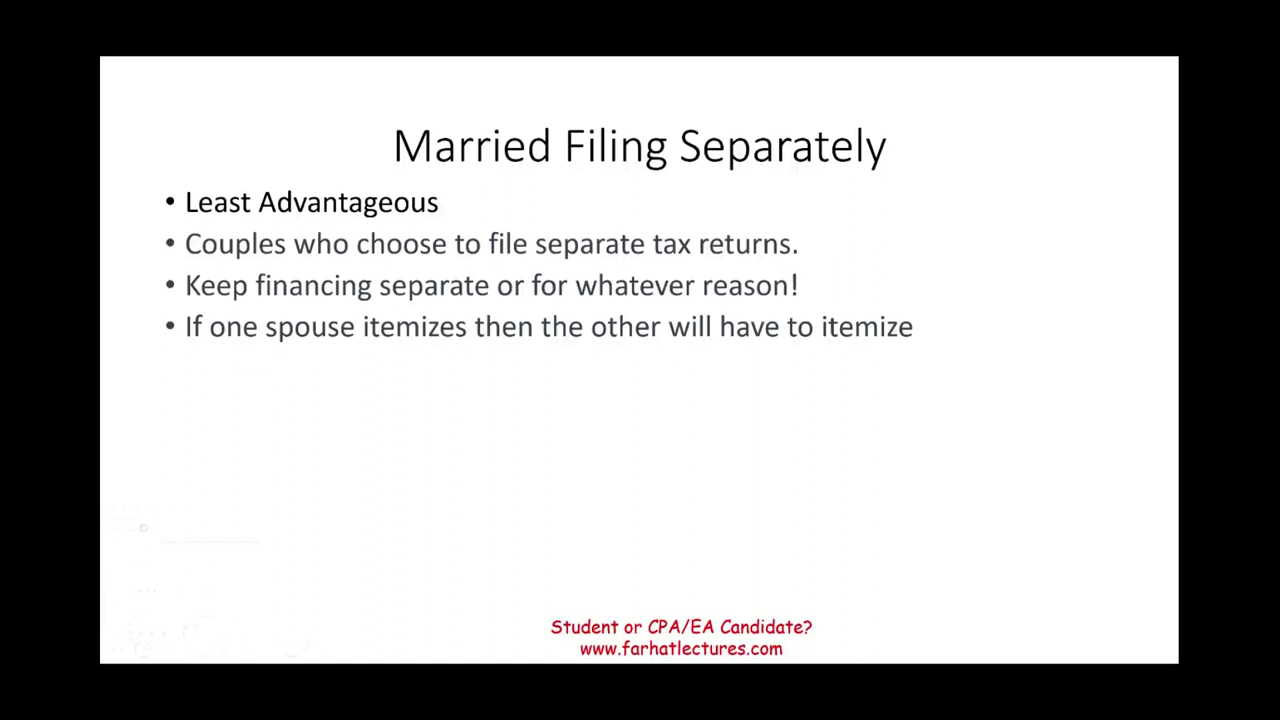 Married Filing Separately
• Least Advantageous
• Couples who choose to file separate tax returns.
• Keep financing separate or for whatever reason!
• If one spouse itemizes then the other will have to itemize
Student or CPA/EA Candidate?
www.farhatlectures.com